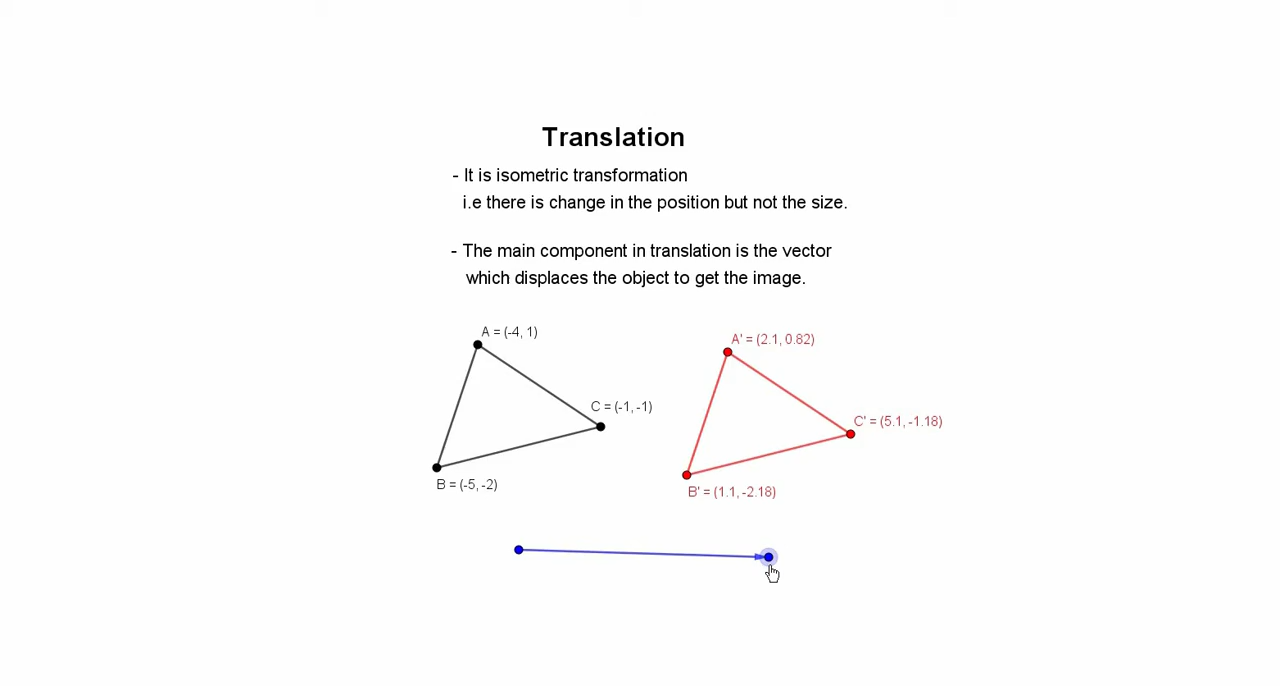 Translation
- It is isometric transformation
i.e there is change in the position but not the size.
- The main component in translation is the vector
which displaces the object to get the image.
A = (-4, 1)
A' = (2.1, 0.82)
C = (-1, -1)
C' = (5.1, -1.18)
B = (-5, -2)
B' = (1.1, -2.18)